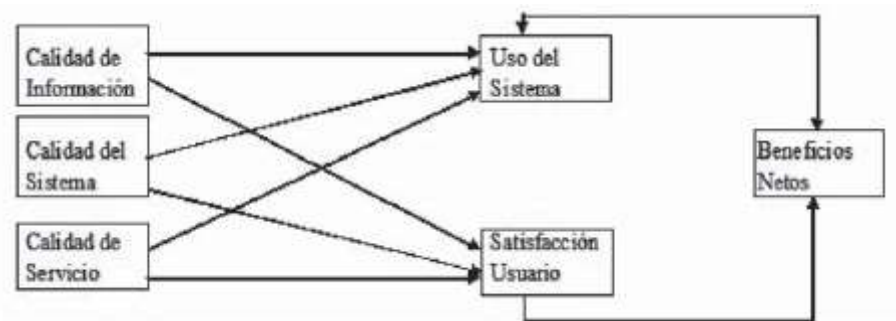 Calidad de
Información
Calidad del
Sistema
Calidad de
Servicio
Uso del
Sistema
Satisfacción
Usuario
Beneficios
Netos